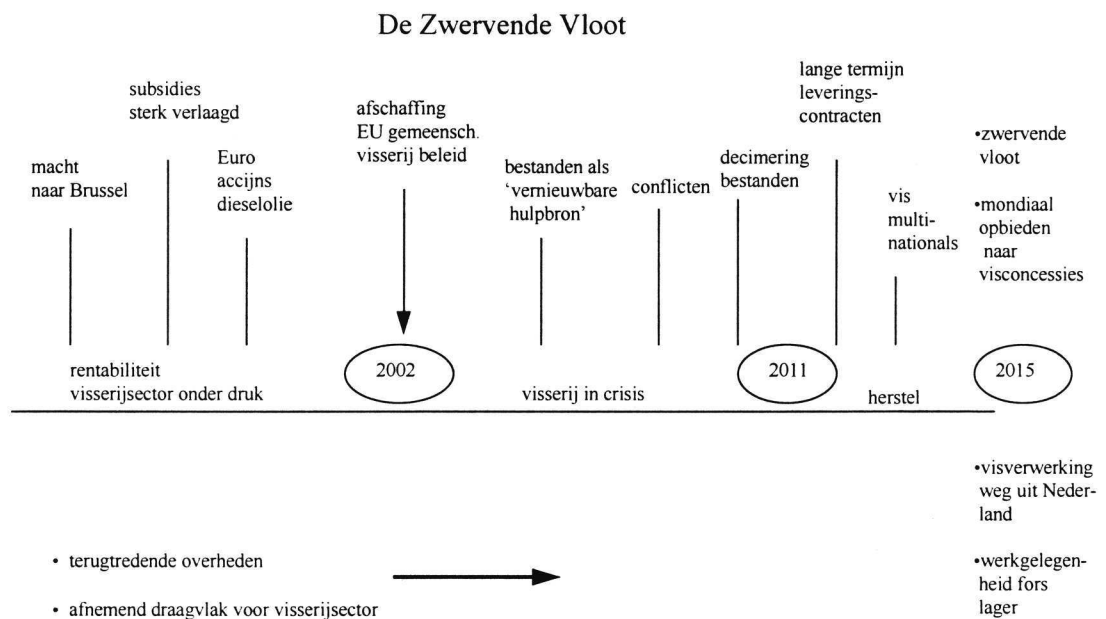 De Zwervende Vloot
macht
naar Brussel
subsidies
sterk verlaagd
Euro
accijns
dieselolie
afschaffing
EU gemeensch.
visserij beleid
bestanden als
‘vernieuwbare
hulpbron’
conflicten
decimering
bestanden
lange termijn
leverings-
contracten
vis
multi-
nationals
•zwervende
vloot
•mondiaal
opbieden
naar
visconcessies
rentabiliteit
visserijsector onder druk
2002
visserij in crisis
2011
herstel
2015
•visverwerking
weg uit Neder-
land
•werkgelegen-
heid fors
lager
• terugtredende overheden
• afnemend draagvlak voor visserijsector